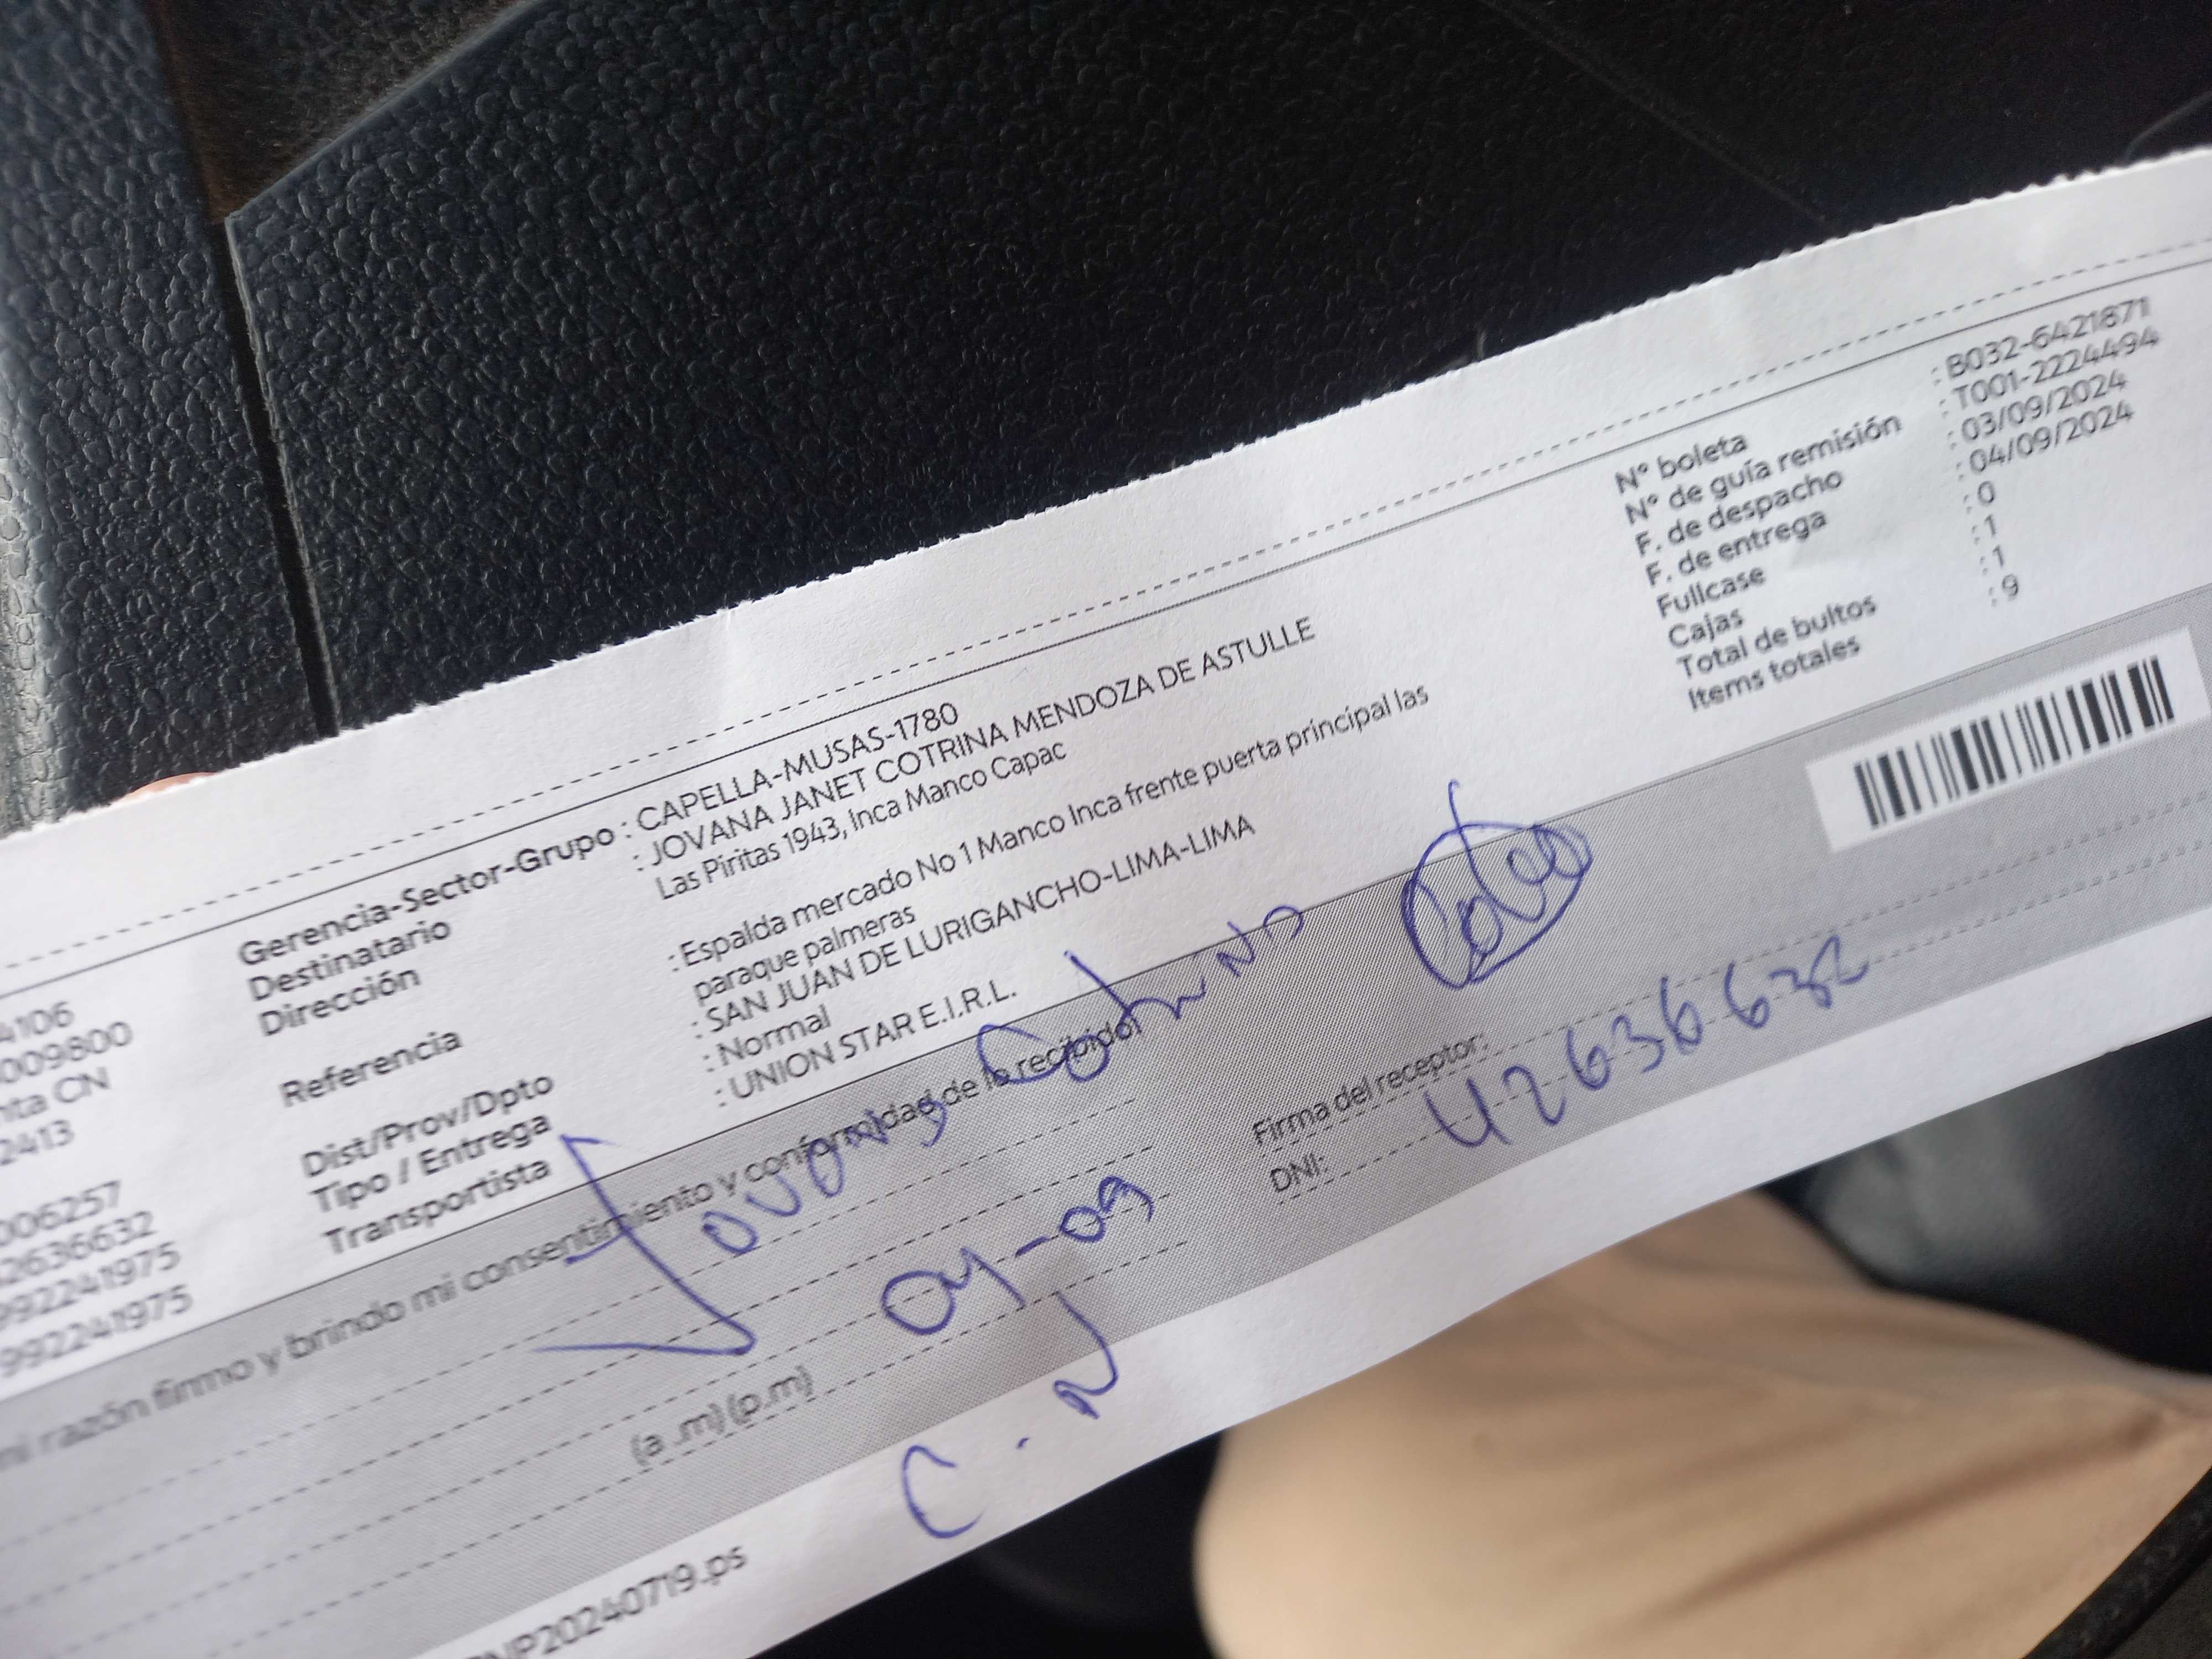 4106
009800
nta CN
2413
006257
2636632
992241975
992241975
Gerencia-Sector-Grupo : CAPELLA-MUSAS-1780
Destinatario : JOVANA JANET COTRINA MENDOZA DE ASTULLE
Dirección Las Piritas 1943, Inca Manco Capac
Referencia : Espalda mercado No 1 Manco Inca frente puerta principal las
paraque palmeras
Dist/Prov/Dpto : SAN JUAN DE LURIGANCHO-LIMA-LIMA
Tipo / Entrega : Normal
Transportista : UNION STAR E.I.R.L.
N° boleta : B032-6421871
N° de guía remisión : T001-2224494
F. de despacho : 03/09/2024
F. de entrega : 04/09/2024
Fullcase : 0
Cajas : 1
Total de bultos : 1
Items totales : 9
mi razón firmo y brindo mi consentimiento y conformidad de lo recibido:
Jovana Cotrina
Firma del receptor:
04-09
DNI: 42636632
(a .m) (p.m)
C.N
NP20240719.ps